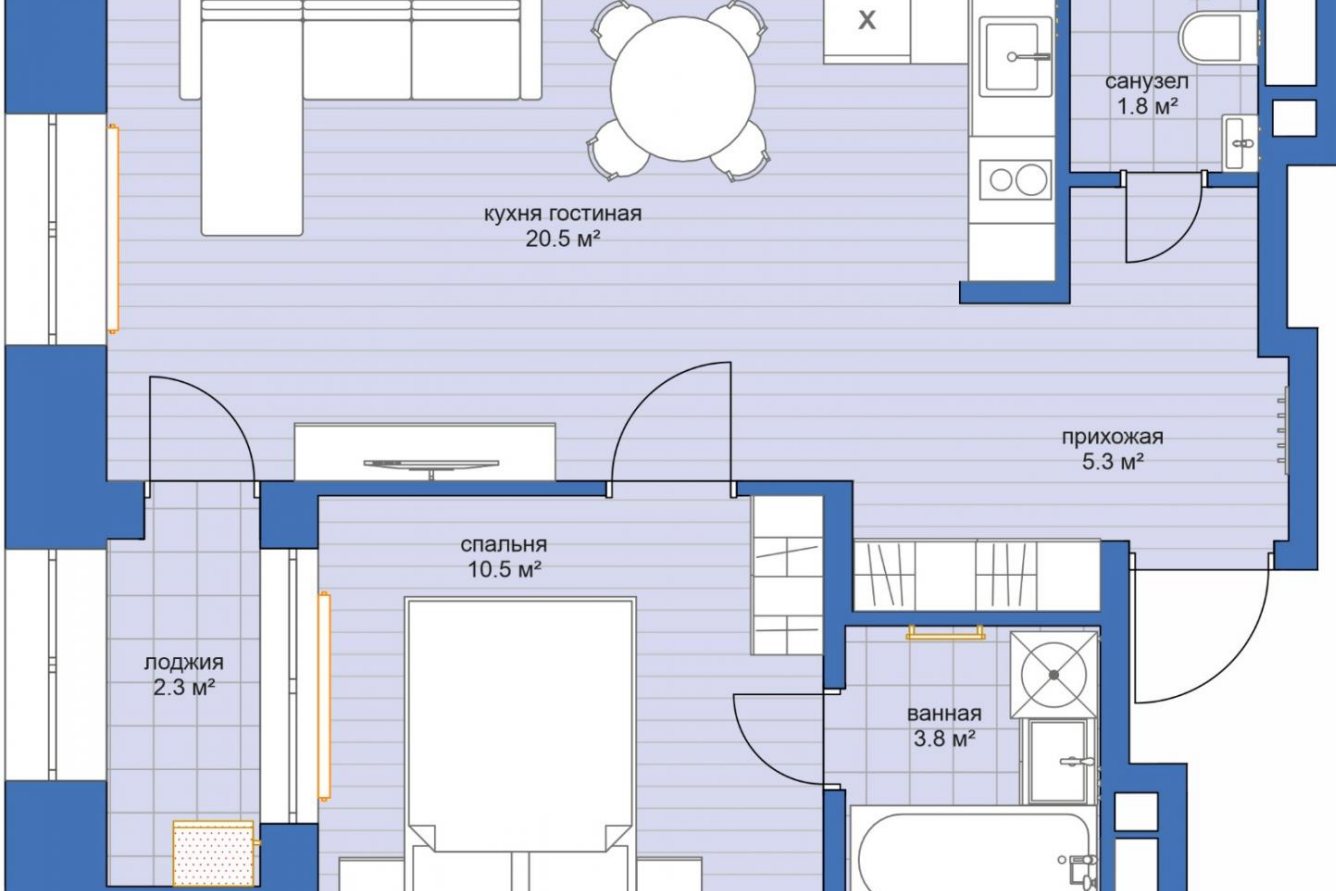 X
санузел
1.8 м²
кухня гостиная
20.5 м²
прихожая
5.3 м²
спальня
10.5 м²
лоджия
2.3 м²
ванная
3.8 м²